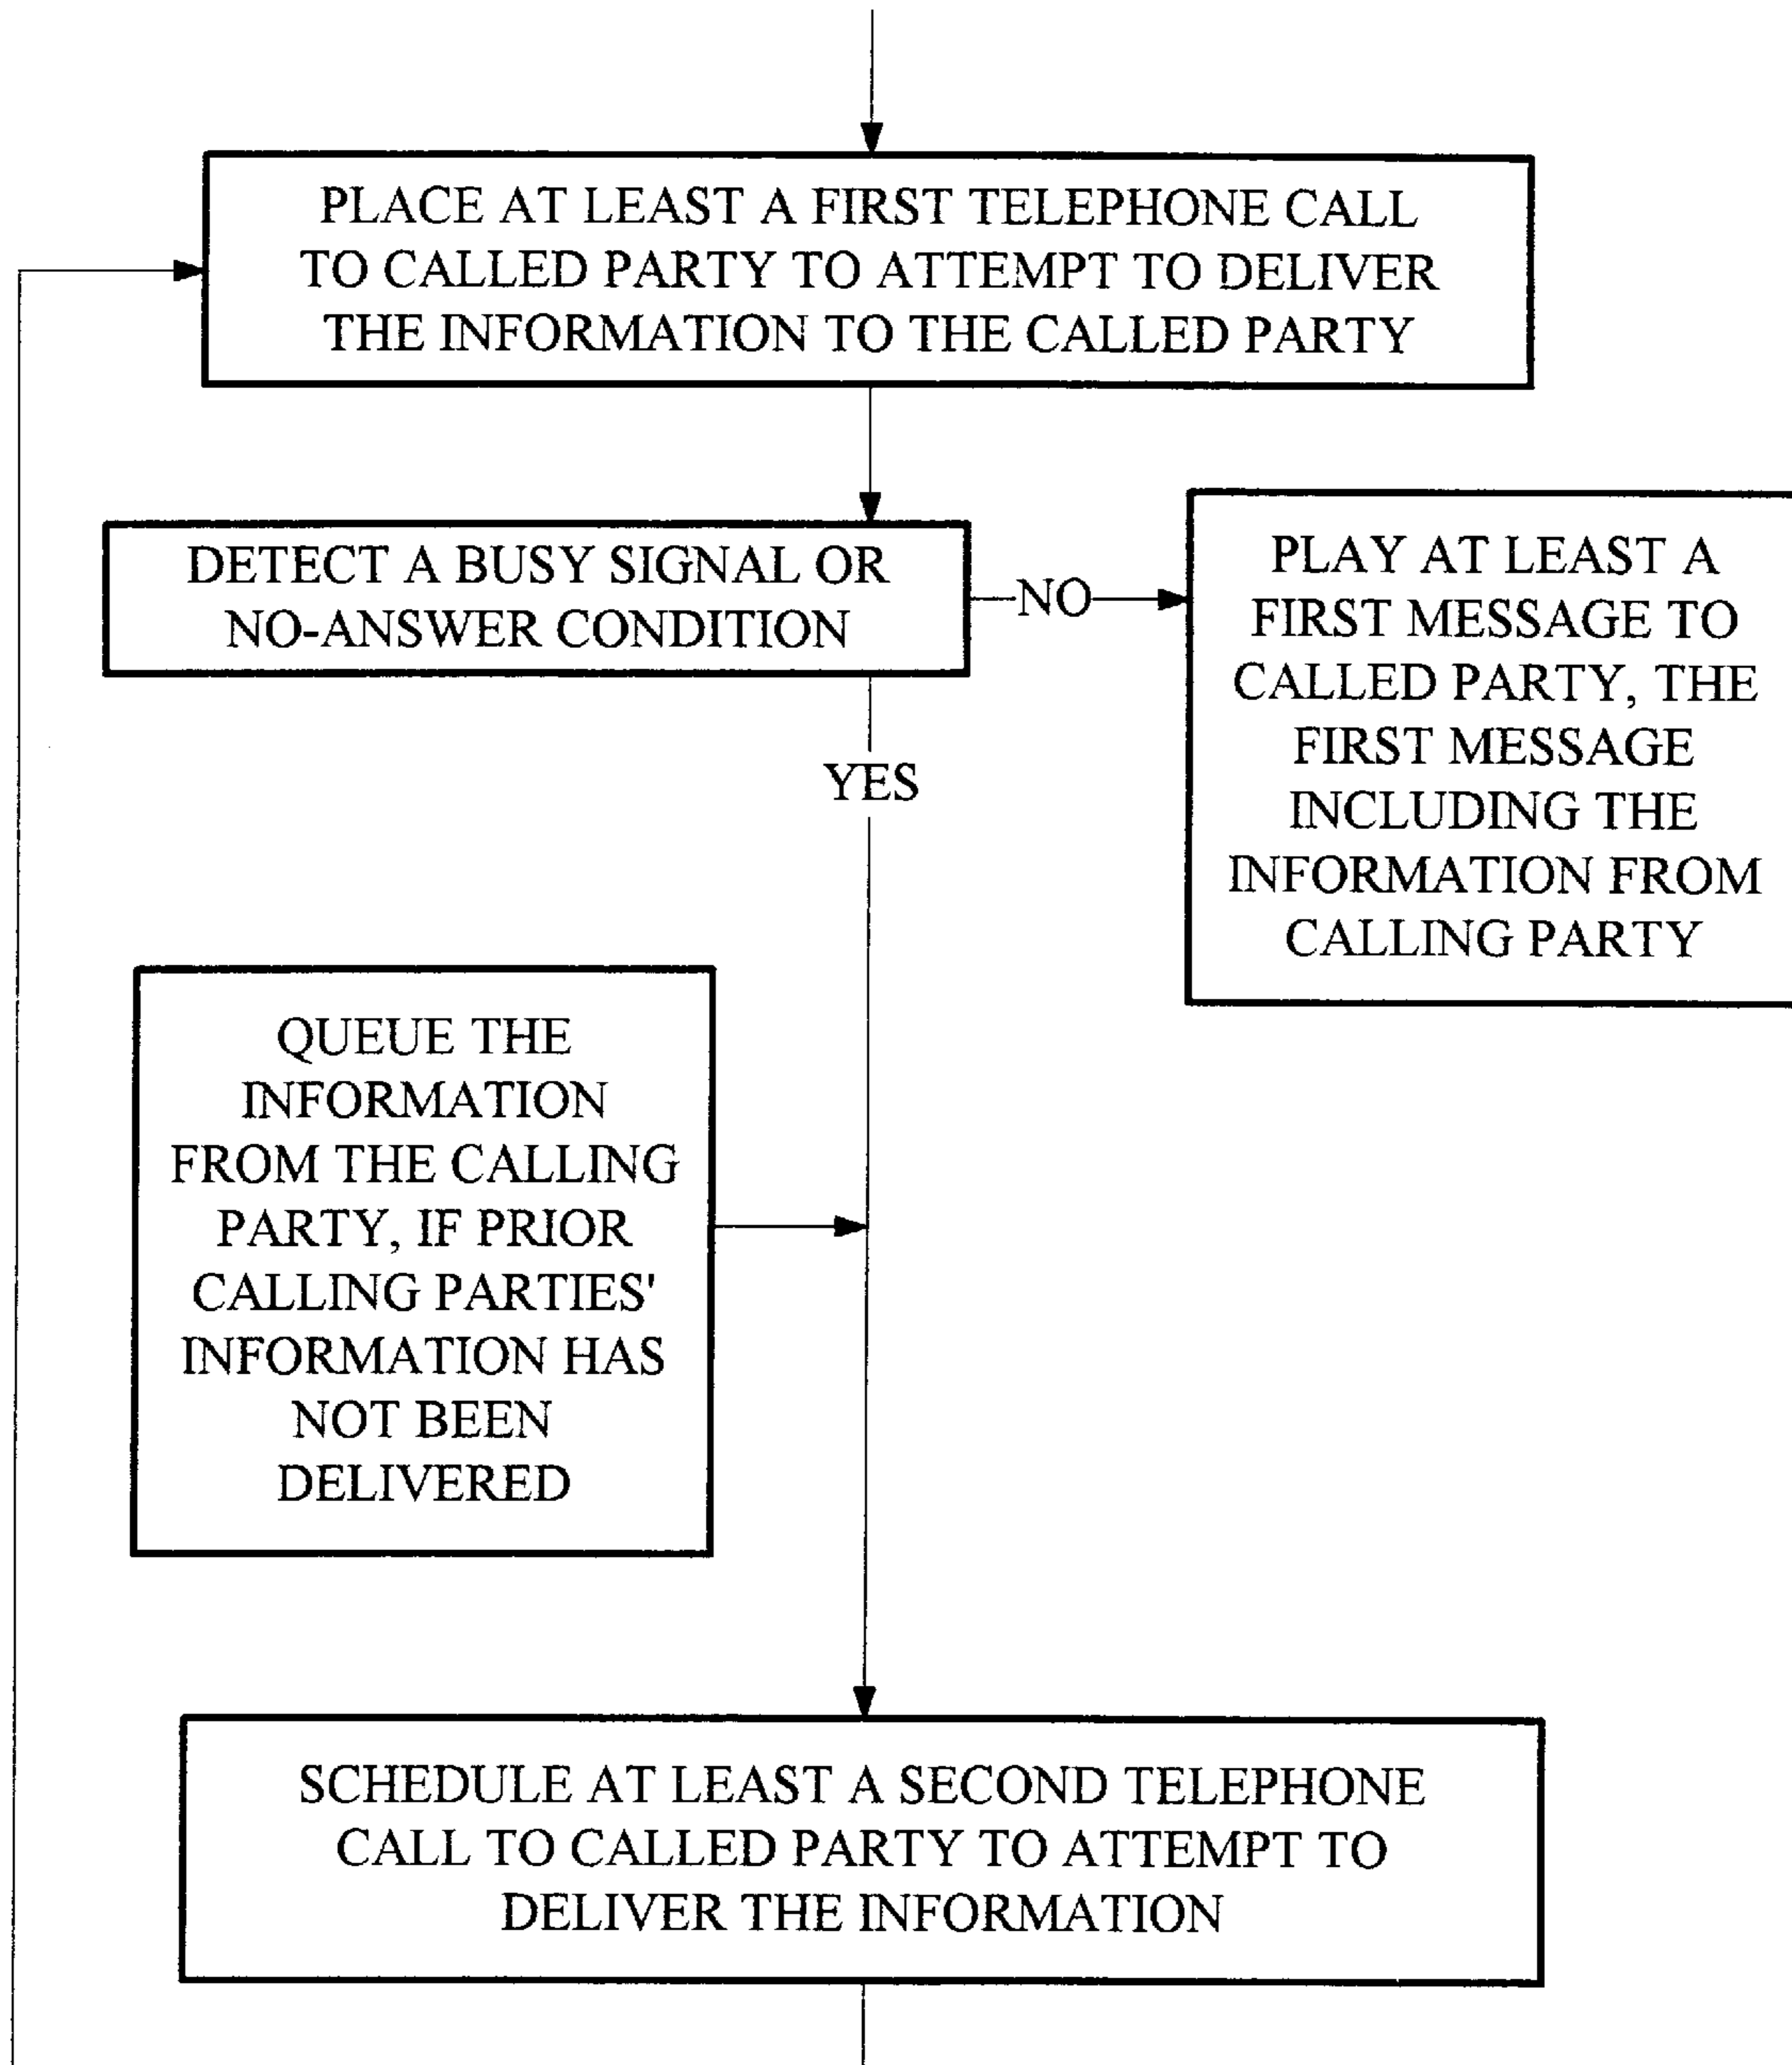 PLACE AT LEAST A FIRST TELEPHONE CALL
TO CALLED PARTY TO ATTEMPT TO DELIVER
THE INFORMATION TO THE CALLED PARTY
DETECT A BUSY SIGNAL OR
NO-ANSWER CONDITION
NO
PLAY AT LEAST A
FIRST MESSAGE TO
CALLED PARTY, THE
FIRST MESSAGE
INCLUDING THE
INFORMATION FROM
CALLING PARTY
YES
QUEUE THE
INFORMATION
FROM THE CALLING
PARTY, IF PRIOR
CALLING PARTIES'
INFORMATION HAS
NOT BEEN
DELIVERED
SCHEDULE AT LEAST A SECOND TELEPHONE
CALL TO CALLED PARTY TO ATTEMPT TO
DELIVER THE INFORMATION